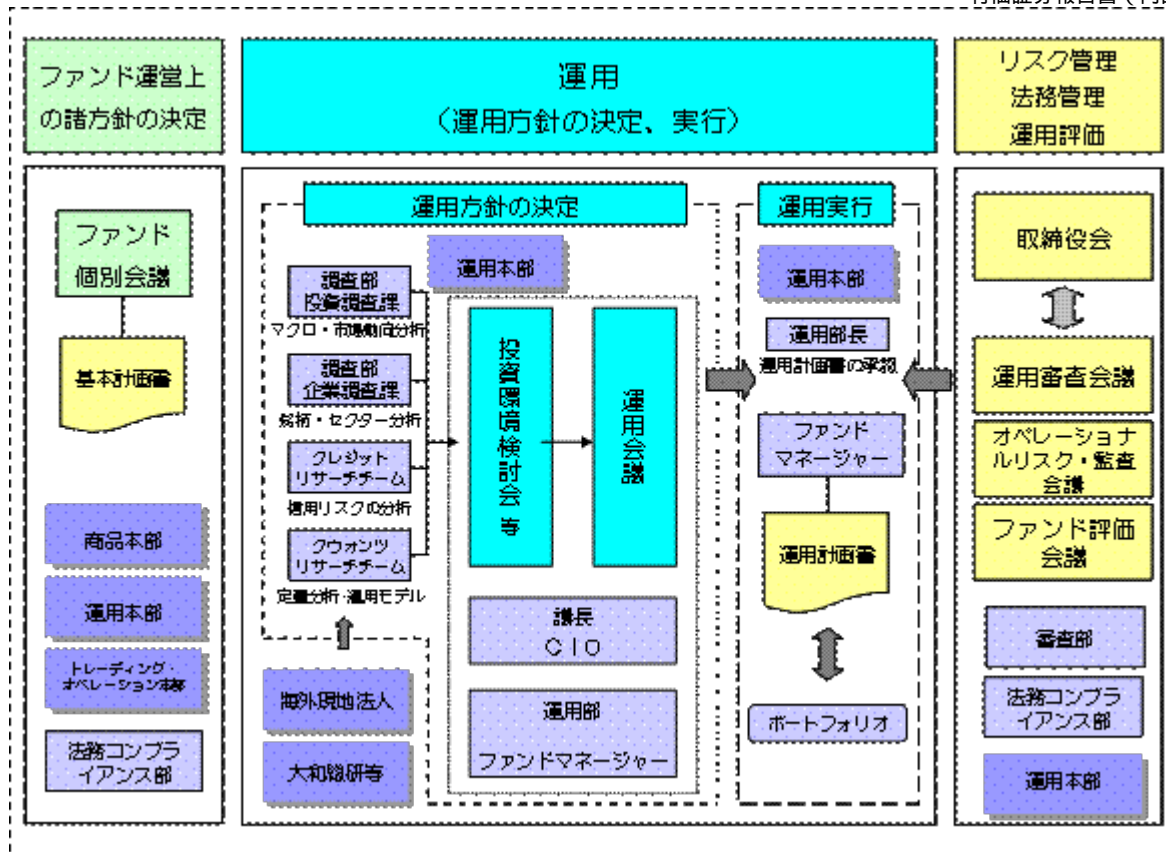 ファンド運営上
の諸方針の決定
運用
(運用方針の決定、実行)
リスク管理
法務管理
運用評価
ファンド
個別会議
基本計画書
商品本部
運用本部
トレーディング・
オペレーション本部
法務コンプラ
イアンス部
運用方針の決定
運用本部
調査部
投資調査課
マクロ・市場動向分析
調査部
企業調査課
銘柄・セクター分析
クレジット
リサーチチーム
信用リスクの分析
クウォンツ
リサーチチーム
定量分析・運用モデル
海外現地法人
大和総研等
投資環境検討会 等
運用会議
議長
CIO
運用部
ファンドマネージャー
運用実行
運用本部
運用部長
運用計画書の承認
ファンド
マネージャー
運用計画書
ポートフォリオ
取締役会
運用審査会議
オペレーショナ
ルリスク・監査
会議
ファンド評価
会議
審査部
法務コンプラ
イアンス部
運用本部